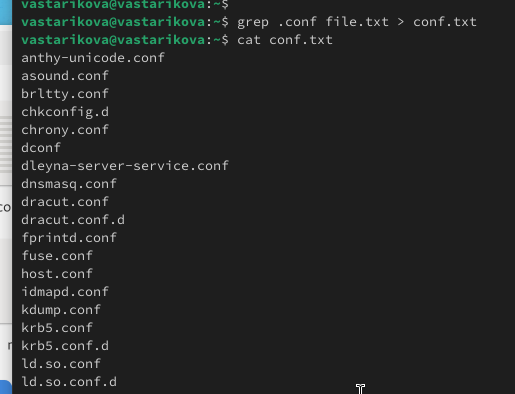 vastarikova@vastarikova:~$
vastarikova@vastarikova:~$ grep .conf file.txt > conf.txt
vastarikova@vastarikova:~$ cat conf.txt
anthy-unicode.conf
asound.conf
brltty.conf
chkconfig.d
chrony.conf
dconf
dleyna-server-service.conf
dnsmasq.conf
dracut.conf
dracut.conf.d
fprintd.conf
fuse.conf
host.conf
idmapd.conf
kdump.conf
krb5.conf
krb5.conf.d
ld.so.conf
ld.so.conf.d